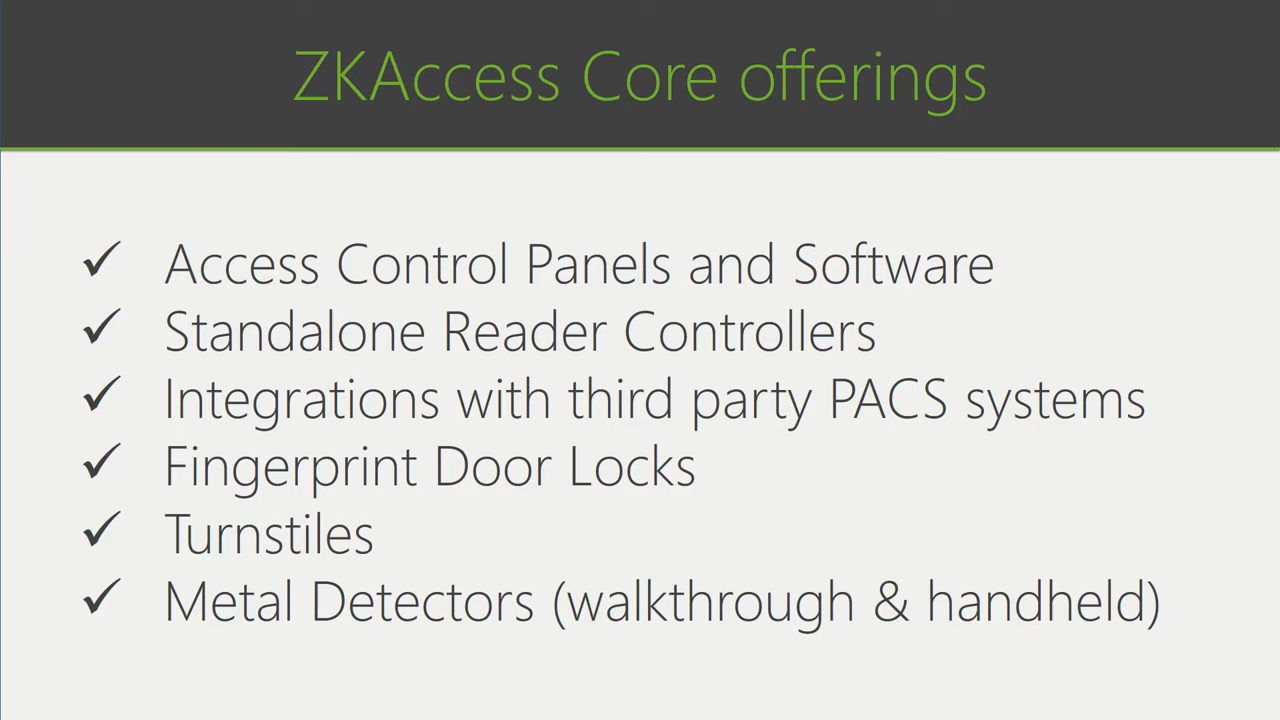 ZKAccess Core offerings
✓ Access Control Panels and Software
✓ Standalone Reader Controllers
✓ Integrations with third party PACS systems
✓ Fingerprint Door Locks
✓ Turnstiles
✓ Metal Detectors (walkthrough & handheld)